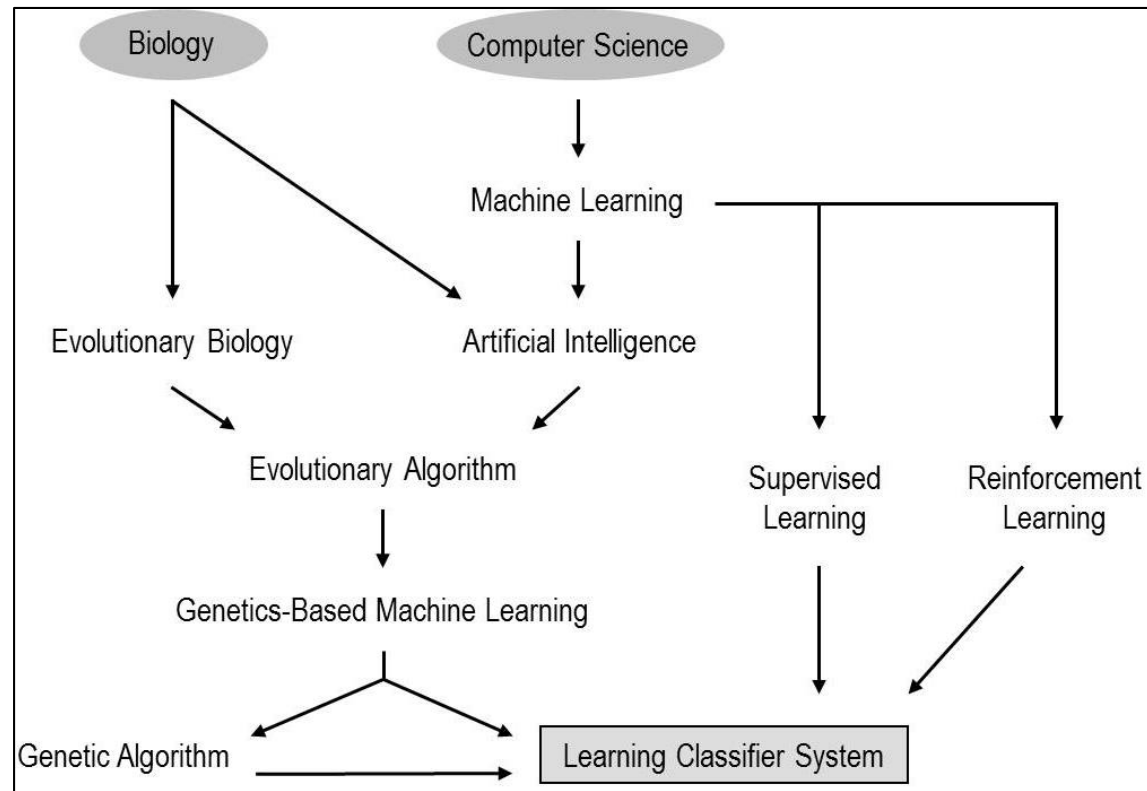 Biology
Computer Science
Machine Learning
Evolutionary Biology
Artificial Intelligence
Evolutionary Algorithm
Supervised
Learning
Reinforcement
Learning
Genetics-Based Machine Learning
Genetic Algorithm
Learning Classifier System